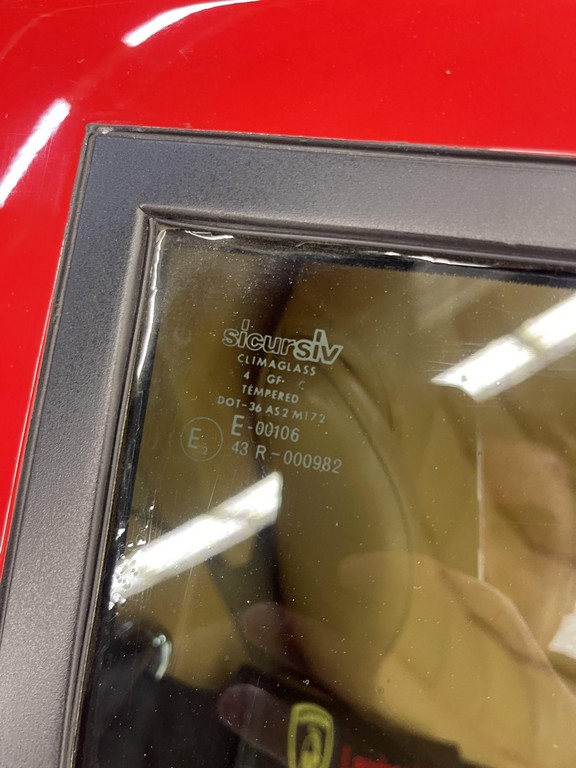 sicursiv
CLIMAGLASS
4 GF-
TEMPERED
DOT-36 AS2 M172
E-00106
43 R-000982